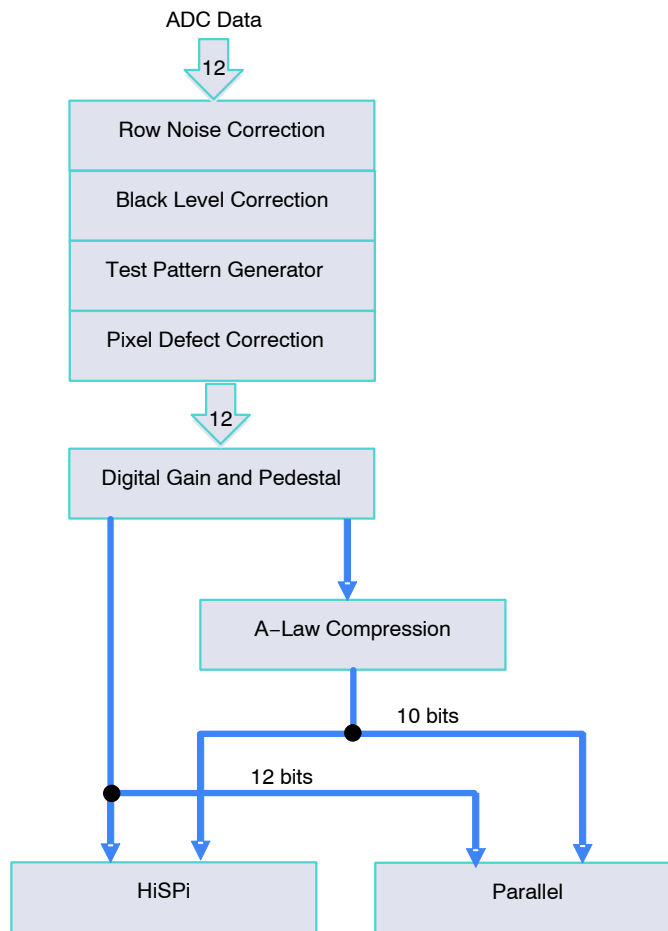 ADC Data
12
Row Noise Correction
Black Level Correction
Test Pattern Generator
Pixel Defect Correction
12
Digital Gain and Pedestal
A−Law Compression
10 bits
12 bits
HiSPi
Parallel